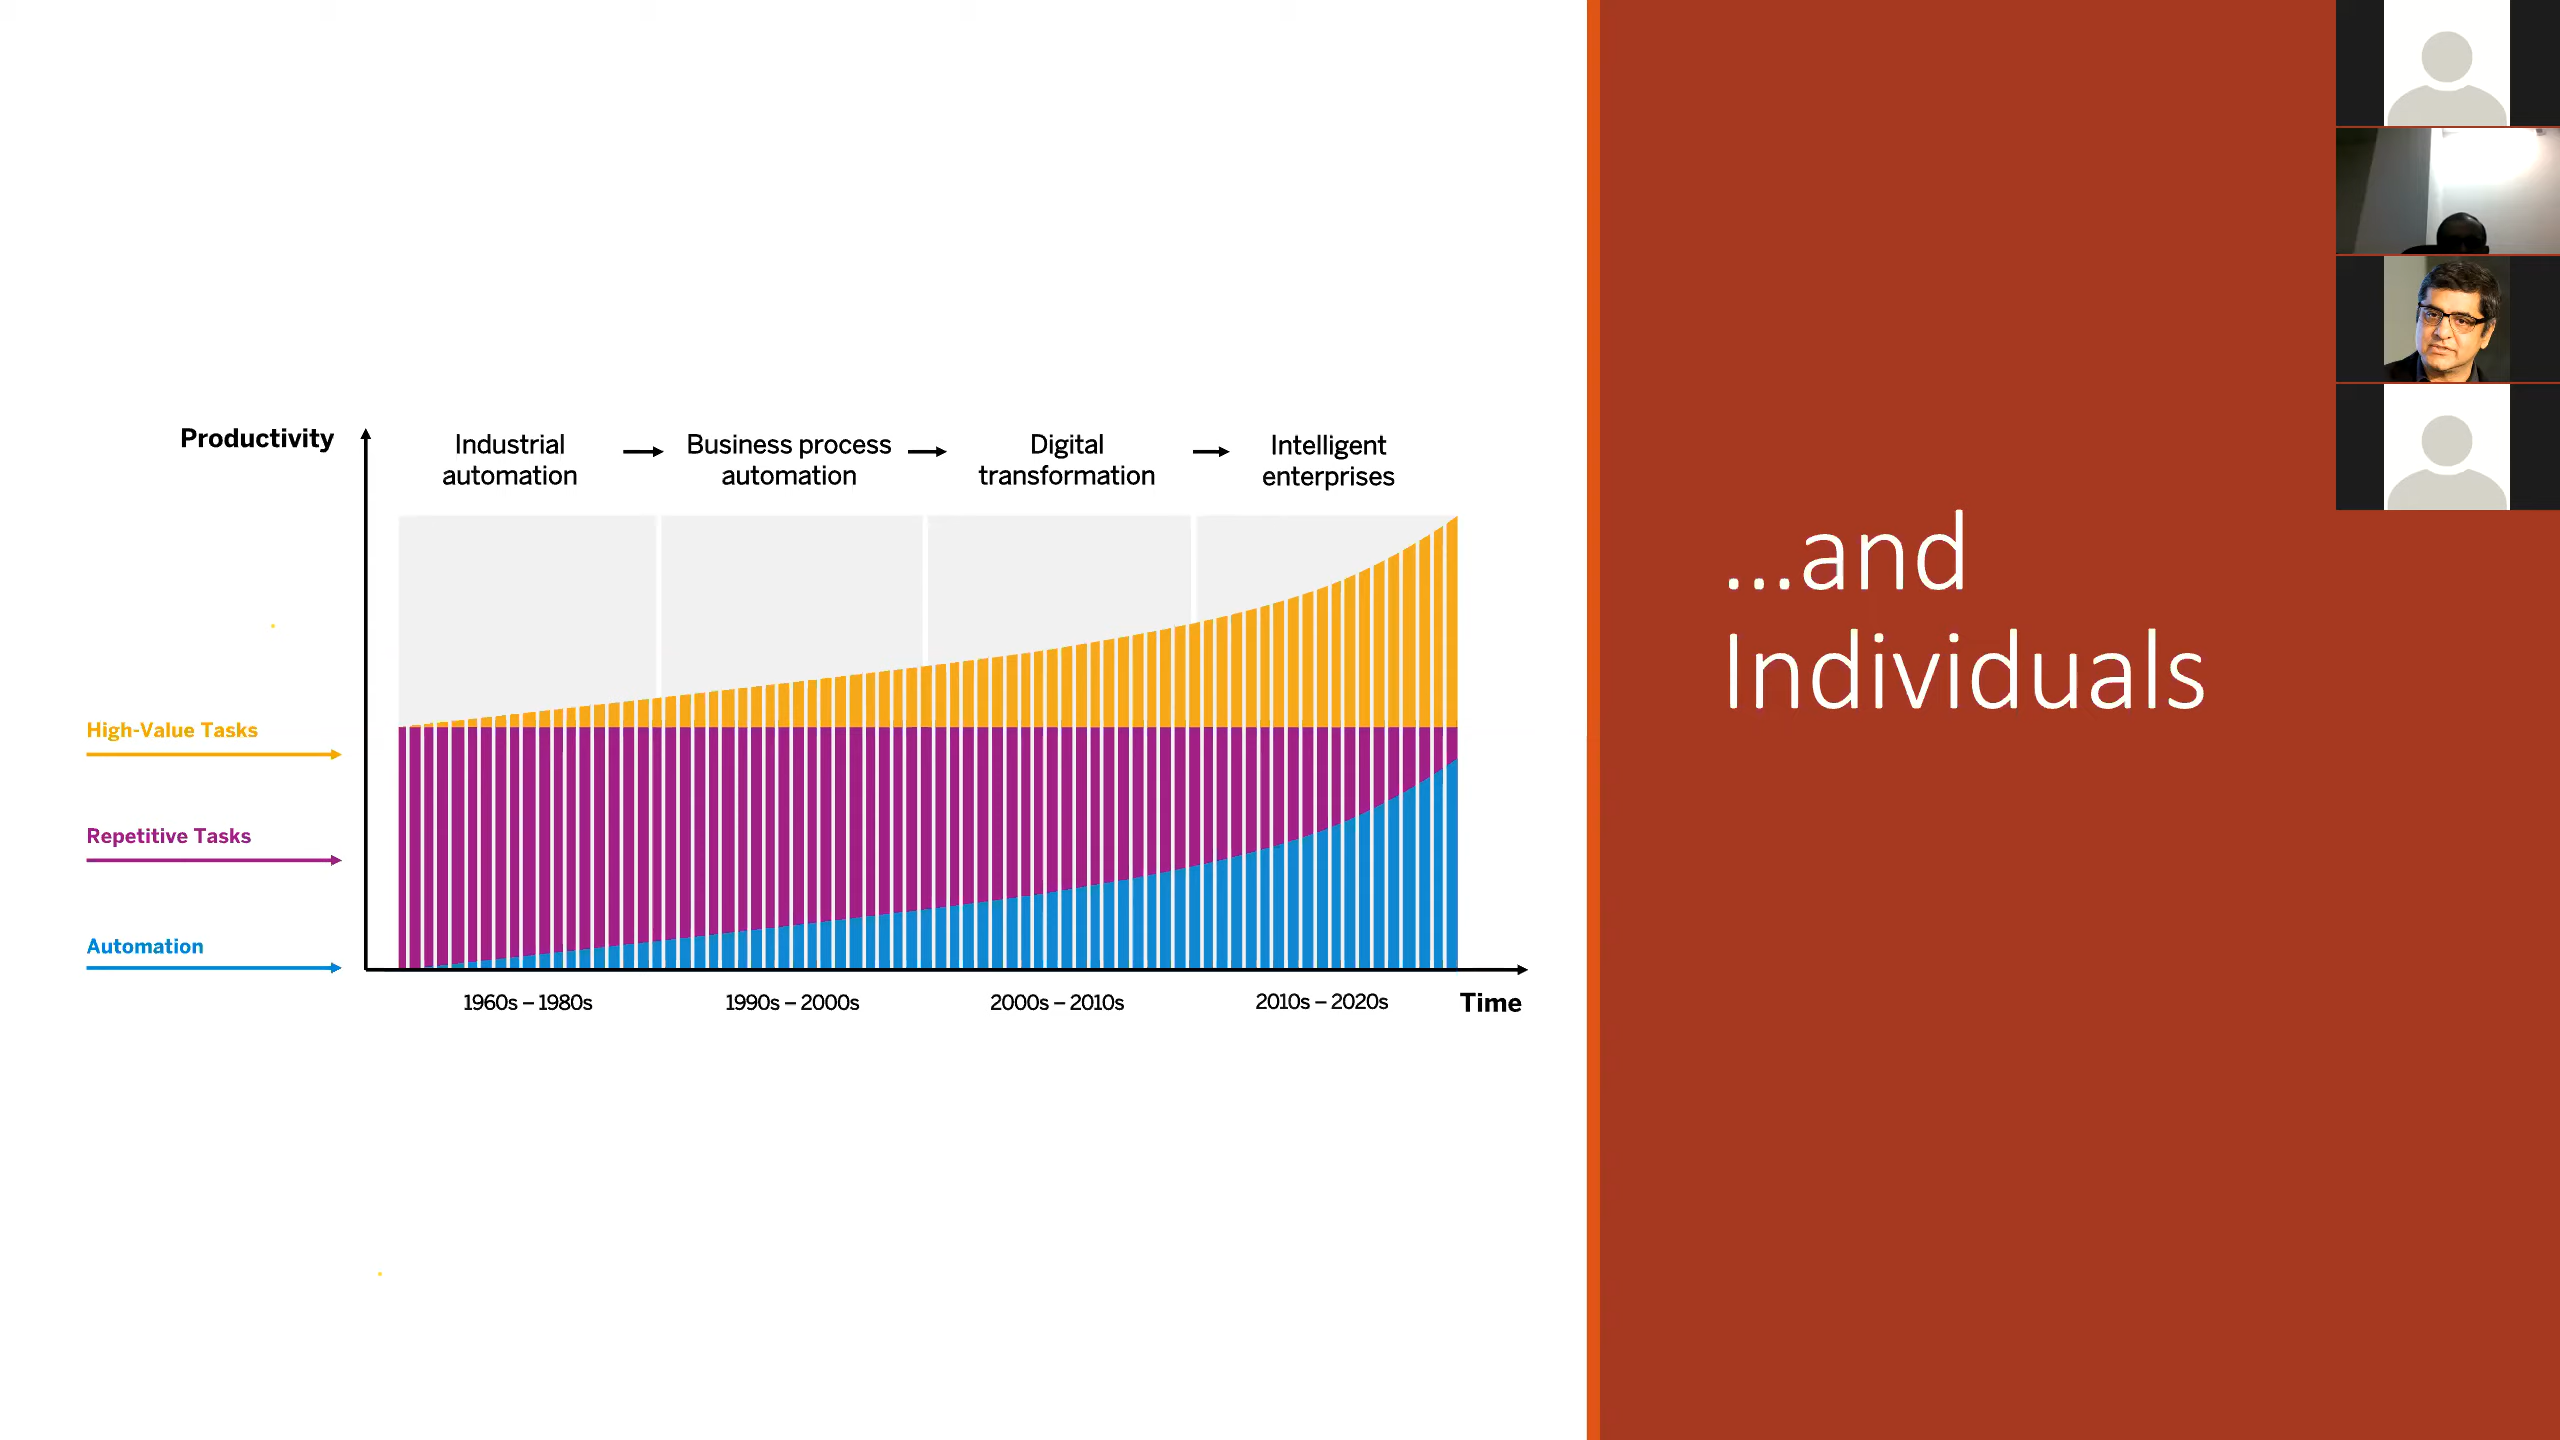 Productivity
Industrial
automation
Business process
automation
Digital
transformation
Intelligent
enterprises
High-Value Tasks
Repetitive Tasks
Automation
1960s – 1980s
1990s – 2000s
2000s – 2010s
2010s – 2020s
Time
...and
Individuals